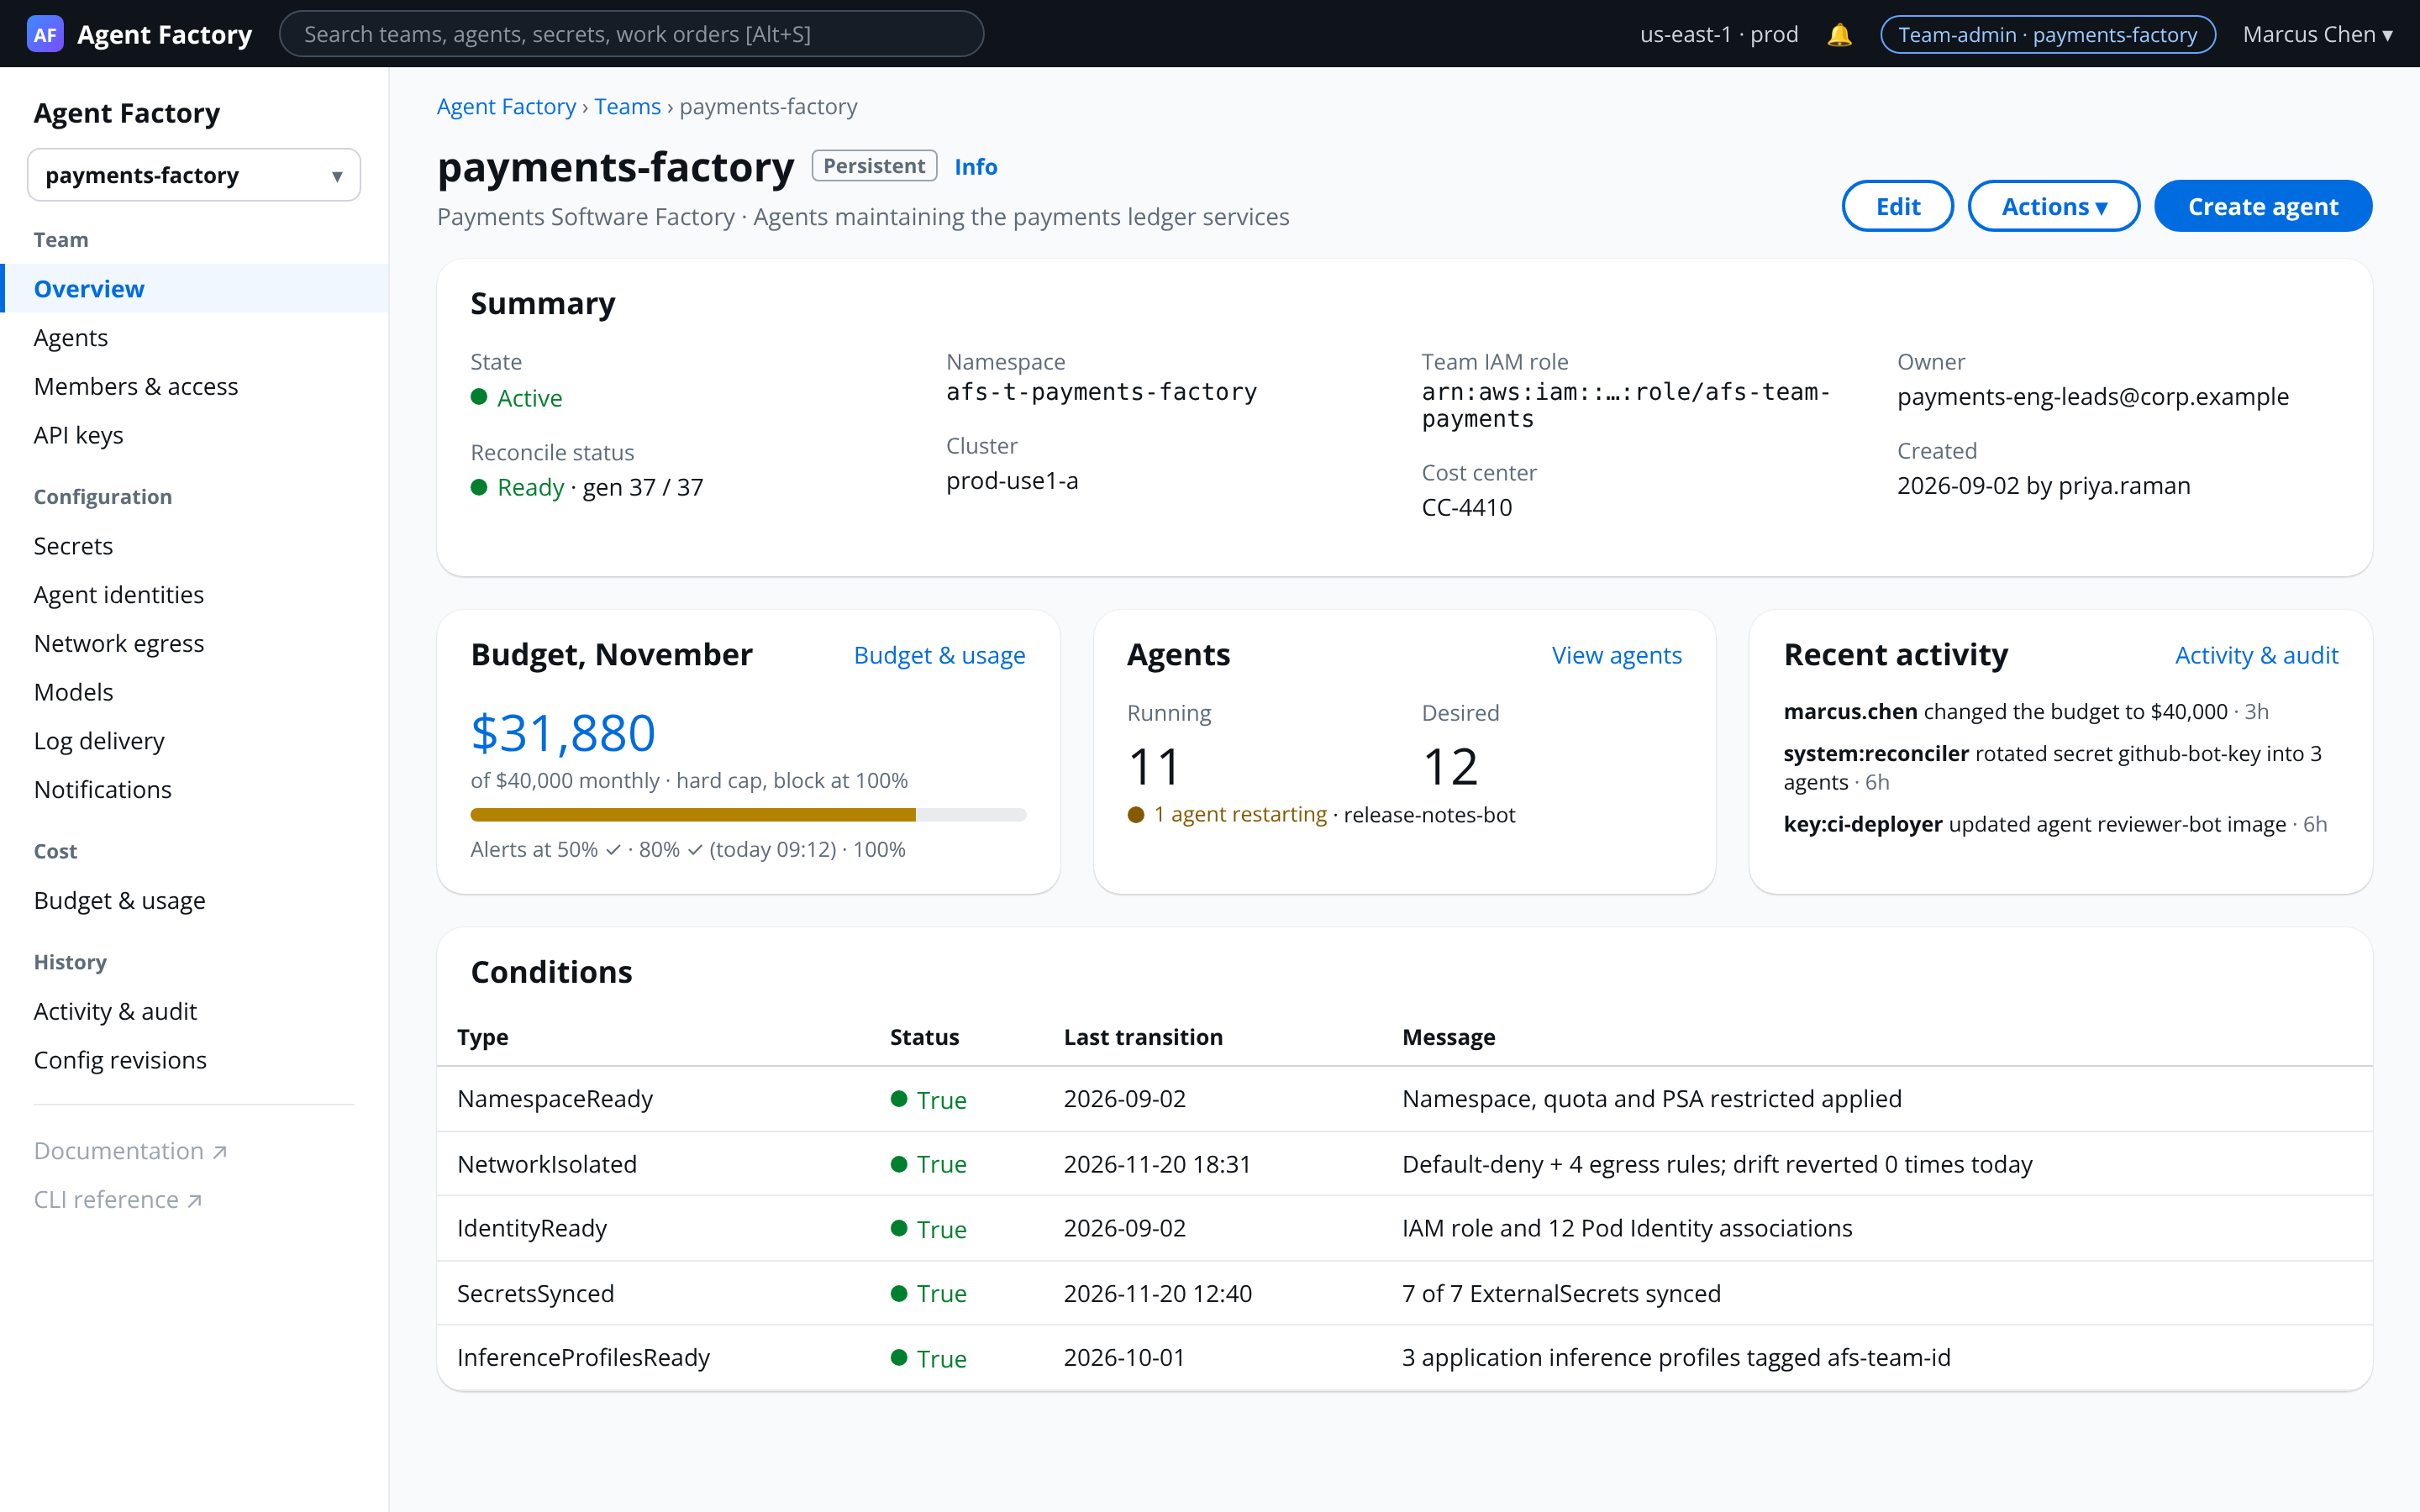 AF Agent Factory
Search teams, agents, secrets, work orders [Alt+S]
us-east-1 · prod
🔔
Team-admin · payments-factory
Marcus Chen ▾
Agent Factory
payments-factory ▾
Team
Overview
Agents
Members & access
API keys
Configuration
Secrets
Agent identities
Network egress
Models
Log delivery
Notifications
Cost
Budget & usage
History
Activity & audit
Config revisions
Documentation ↗
CLI reference ↗
Agent Factory › Teams › payments-factory
payments-factory Persistent Info
Payments Software Factory · Agents maintaining the payments ledger services
Edit
Actions ▾
Create agent
Summary
State
Active
Reconcile status
Ready · gen 37 / 37
Namespace
afs-t-payments-factory
Cluster
prod-use1-a
Team IAM role
arn:aws:iam::…:role/afs-team-
payments
Cost center
CC-4410
Owner
payments-eng-leads@corp.example
Created
2026-09-02 by priya.raman
Budget, November Budget & usage
$31,880
of $40,000 monthly · hard cap, block at 100%
Alerts at 50% ✓ · 80% ✓ (today 09:12) · 100%
Agents View agents
Running Desired
11 12
1 agent restarting · release-notes-bot
Recent activity Activity & audit
marcus.chen changed the budget to $40,000 · 3h
system:reconciler rotated secret github-bot-key into 3
agents · 6h
key:ci-deployer updated agent reviewer-bot image · 6h
Conditions
Type Status Last transition Message
NamespaceReady True 2026-09-02 Namespace, quota and PSA restricted applied
NetworkIsolated True 2026-11-20 18:31 Default-deny + 4 egress rules; drift reverted 0 times today
IdentityReady True 2026-09-02 IAM role and 12 Pod Identity associations
SecretsSynced True 2026-11-20 12:40 7 of 7 ExternalSecrets synced
InferenceProfilesReady True 2026-10-01 3 application inference profiles tagged afs-team-id